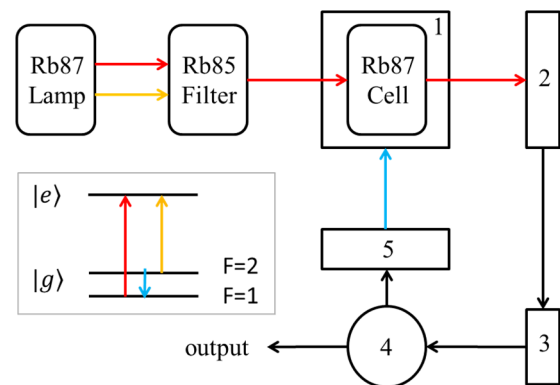 Rb87
Lamp
Rb85
Filter
1
Rb87
Cell
2
|e⟩
|g⟩
F=2
F=1
5
output
4
3